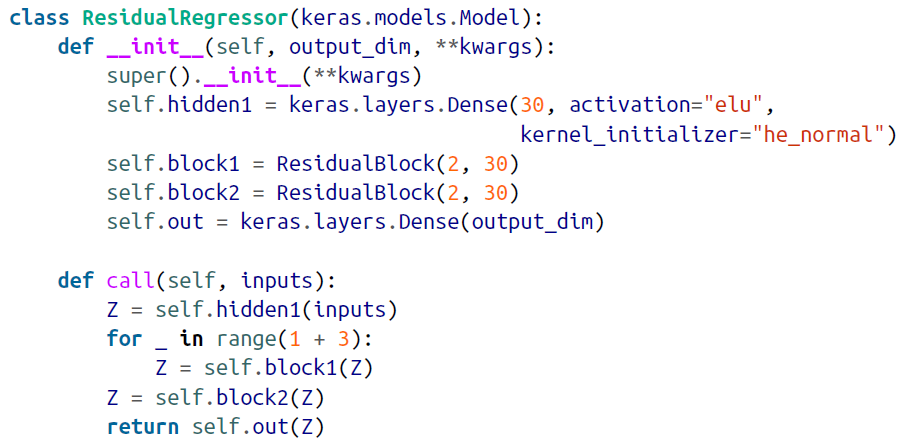 class ResidualRegressor(keras.models.Model):
    def __init__(self, output_dim, **kwargs):
        super().__init__(**kwargs)
        self.hidden1 = keras.layers.Dense(30, activation="elu",
                                          kernel_initializer="he_normal")
        self.block1 = ResidualBlock(2, 30)
        self.block2 = ResidualBlock(2, 30)
        self.out = keras.layers.Dense(output_dim)

    def call(self, inputs):
        Z = self.hidden1(inputs)
        for _ in range(1 + 3):
            Z = self.block1(Z)
        Z = self.block2(Z)
        return self.out(Z)